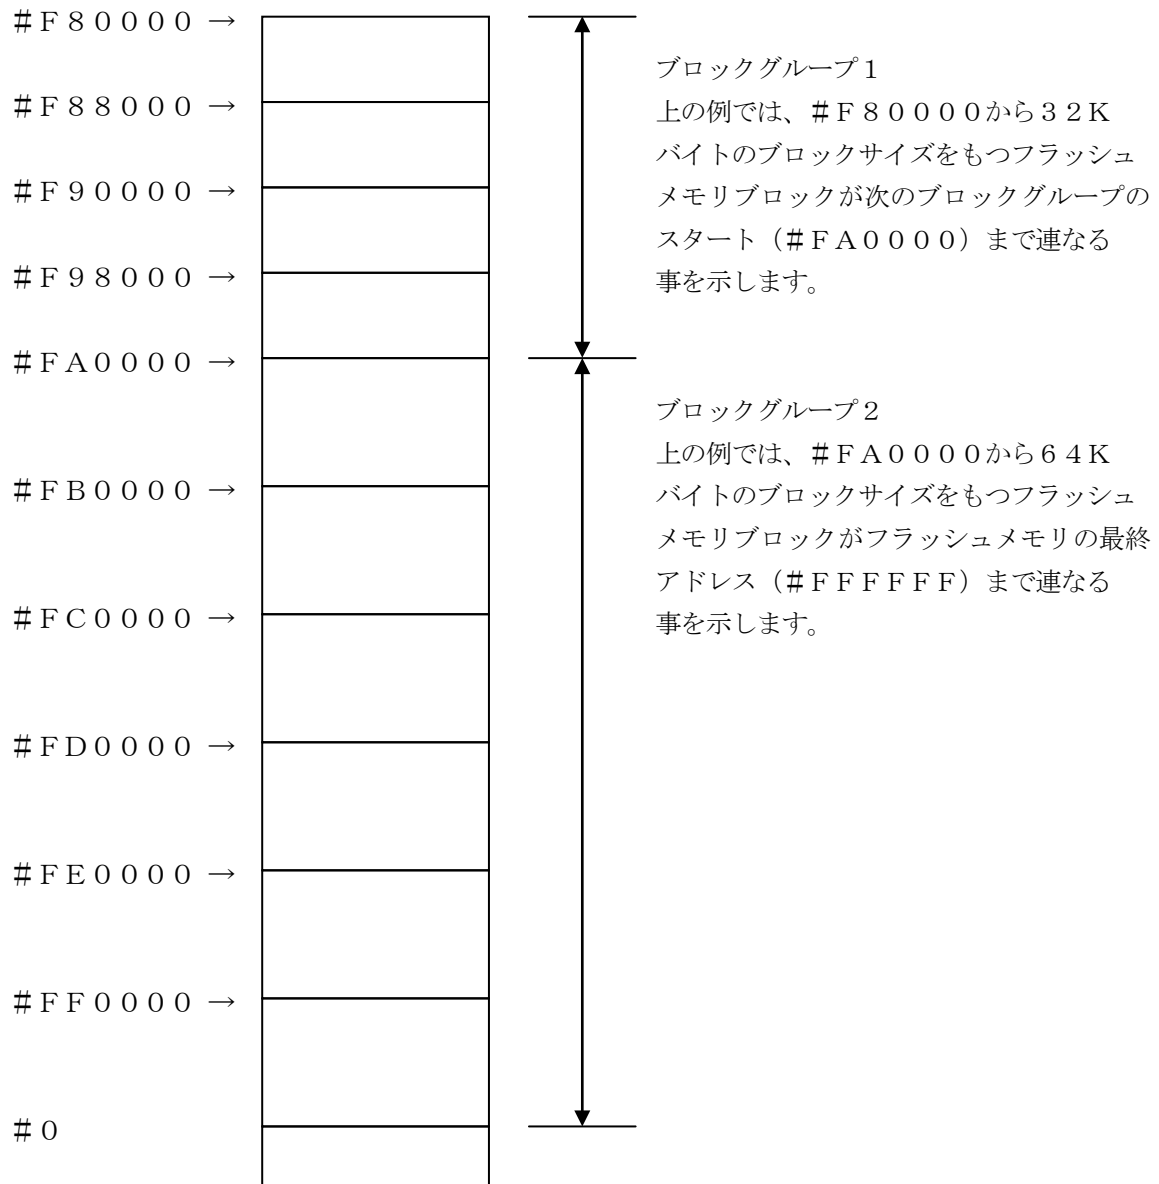 ＃Ｆ８００００ →
ブロックグループ１
＃Ｆ８８０００ →
上の例では、＃Ｆ８００００から３２Ｋ
バイトのブロックサイズをもつフラッシュ
＃Ｆ９００００ →
メモリブロックが次のブロックグループの
スタート（＃ＦＡ００００）まで連なる
＃Ｆ９８０００ →
事を示します。
＃ＦＡ００００ →
ブロックグループ２
上の例では、＃ＦＡ００００から６４Ｋ
＃ＦＢ００００ →
バイトのブロックサイズをもつフラッシュ
メモリブロックがフラッシュメモリの最終
アドレス（＃ＦＦＦＦＦＦ）まで連なる
＃ＦＣ００００ →
事を示します。
＃ＦＤ００００ →
＃ＦＥ００００ →
＃ＦＦ００００ →
＃０